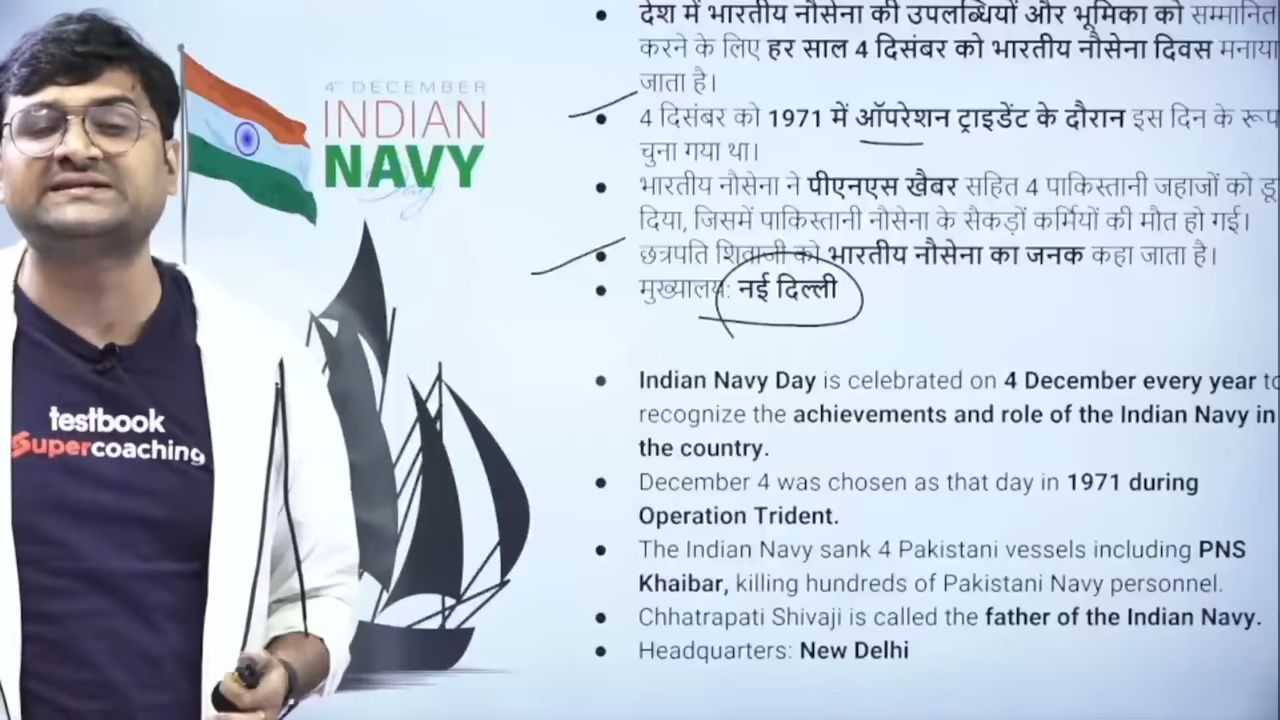 देश में भारतीय नौसेना की उपलब्धियों और भूमिका को सम्मानित
करने के लिए हर साल 4 दिसंबर को भारतीय नौसेना दिवस मनाया
जाता है।
4 दिसंबर को 1971 में ऑपरेशन ट्राइडेंट के दौरान इस दिन के रूप
चुना गया था।
भारतीय नौसेना ने पीएनएस खैबर सहित 4 पाकिस्तानी जहाजों को डू
दिया, जिसमें पाकिस्तानी नौसेना के सैकड़ों कर्मियों की मौत हो गई।
छत्रपति शिवाजी को भारतीय नौसेना का जनक कहा जाता है।
मुख्यालय: नई दिल्ली
4TH DECEMBER
INDIAN
NAVY
Day
testbook
Supercoaching
Indian Navy Day is celebrated on 4 December every year to
recognize the achievements and role of the Indian Navy in
the country.
December 4 was chosen as that day in 1971 during
Operation Trident.
The Indian Navy sank 4 Pakistani vessels including PNS
Khaibar, killing hundreds of Pakistani Navy personnel.
Chhatrapati Shivaji is called the father of the Indian Navy.
Headquarters: New Delhi